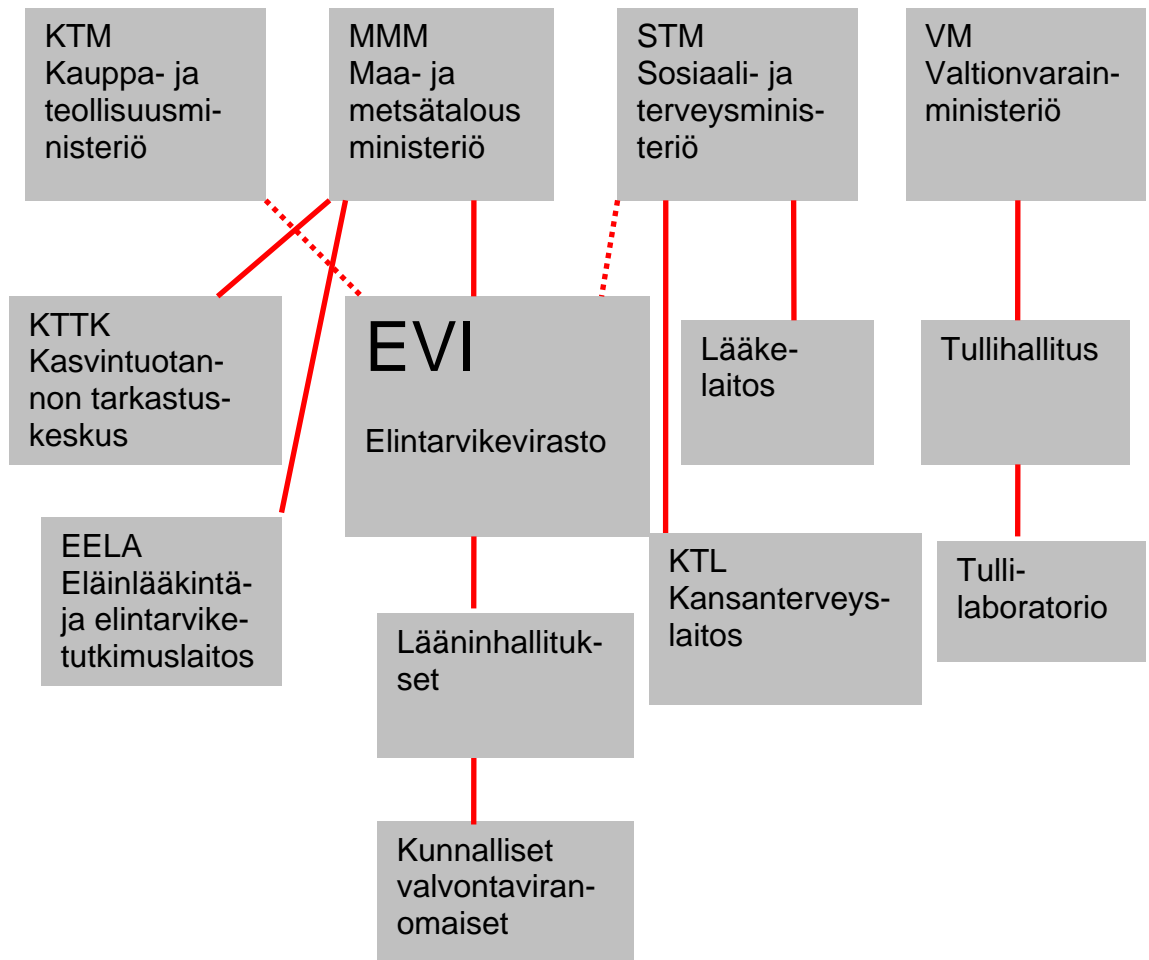 KTM
Kauppa- ja
teollisuusmi-
nisteriö
MMM
Maa- ja
metsätalous
ministeriö
STM
Sosiaali- ja
terveysminis-
teriö
VM
Valtionvarain-
ministeriö
KTTK
Kasvintuotan-
non tarkastus-
keskus
EVI
Elintarvikevirasto
Lääke-
laitos
Tullihallitus
EELA
Eläinlääkintä-
ja elintarvike-
tutkimuslaitos
KTL
Kansanterveys-
laitos
Tulli-
laboratorio
Lääninhallituk-
set
Kunnalliset
valvontaviran-
omaiset